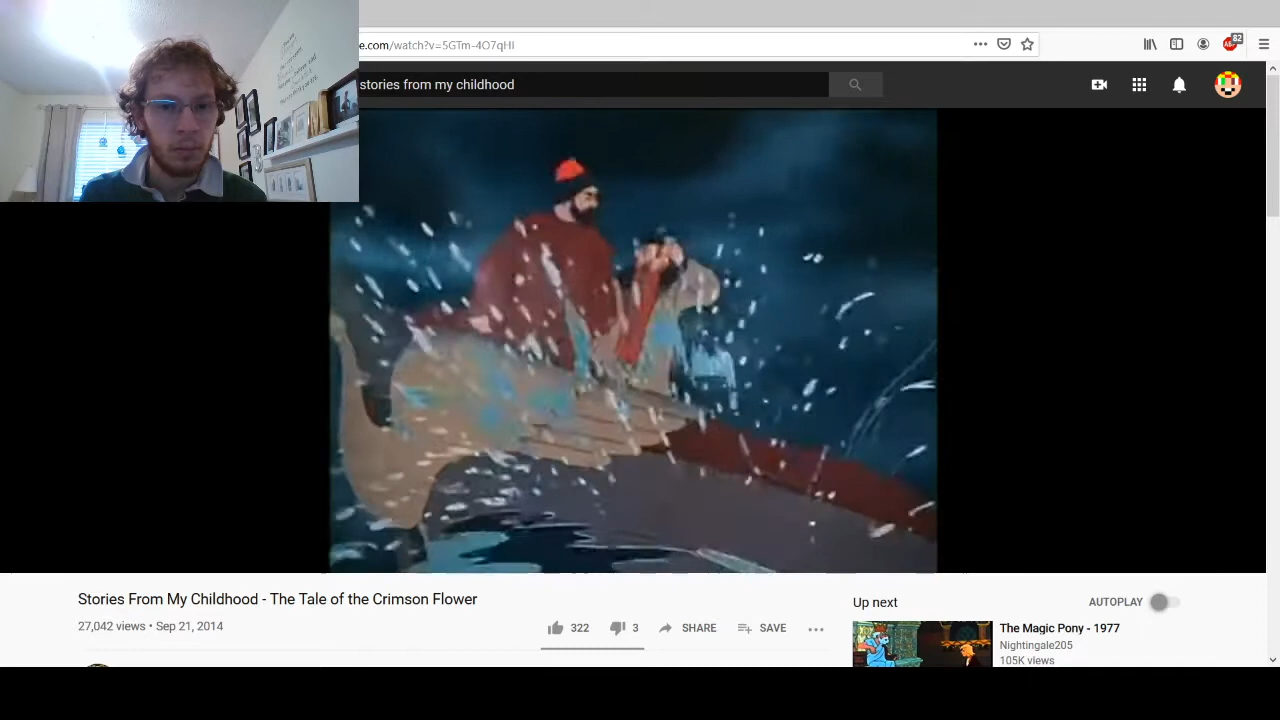 e.com/watch?v=5GTm-4O7qHI
82
stories from my childhood
Stories From My Childhood - The Tale of the Crimson Flower
27,042 views • Sep 21, 2014
322
3
SHARE
SAVE
Up next
AUTOPLAY
The Magic Pony - 1977
Nightingale205
105K views